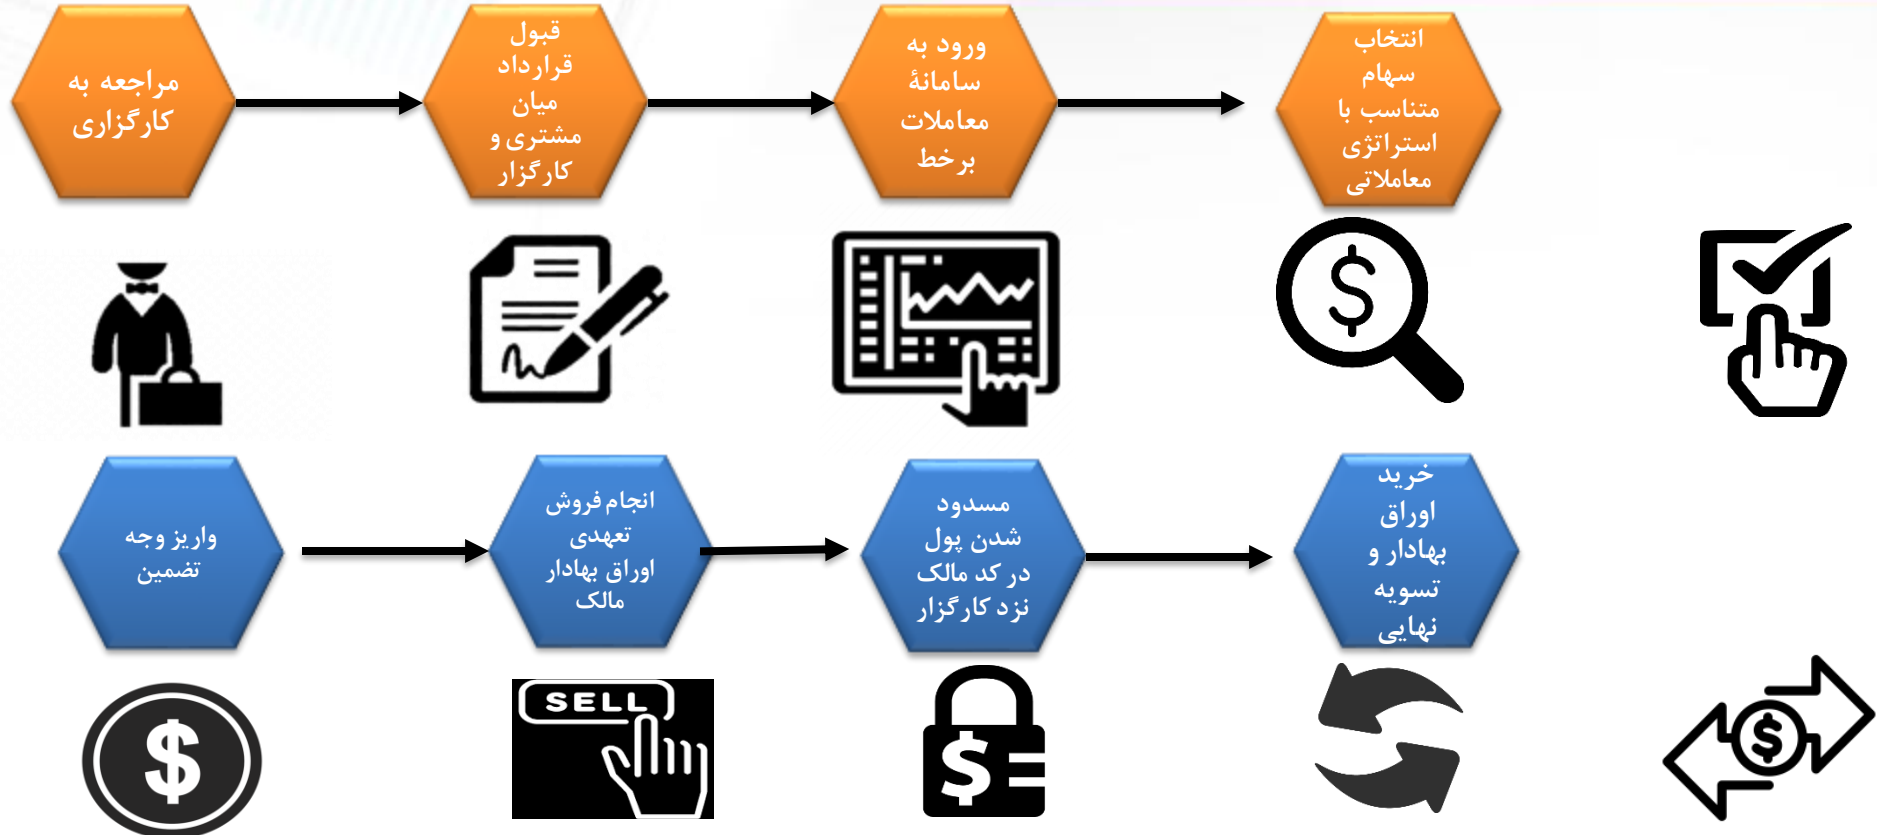 مراجعه به
کارگزاری
قبول
قرارداد
میان
مشتری و
کارگزار
ورود به
سامانۀ
معاملات
برخط
انتخاب
سهام
متناسب با
استراتژی
معاملاتی
واریز وجه
تضمین
انجام فروش
تعهدی
اوراق بهادار
مالک
مسدود
شدن پول
در کد مالک
نزد کارگزار
خرید
اوراق
بهادار و
تسویه
نهایی
SELL